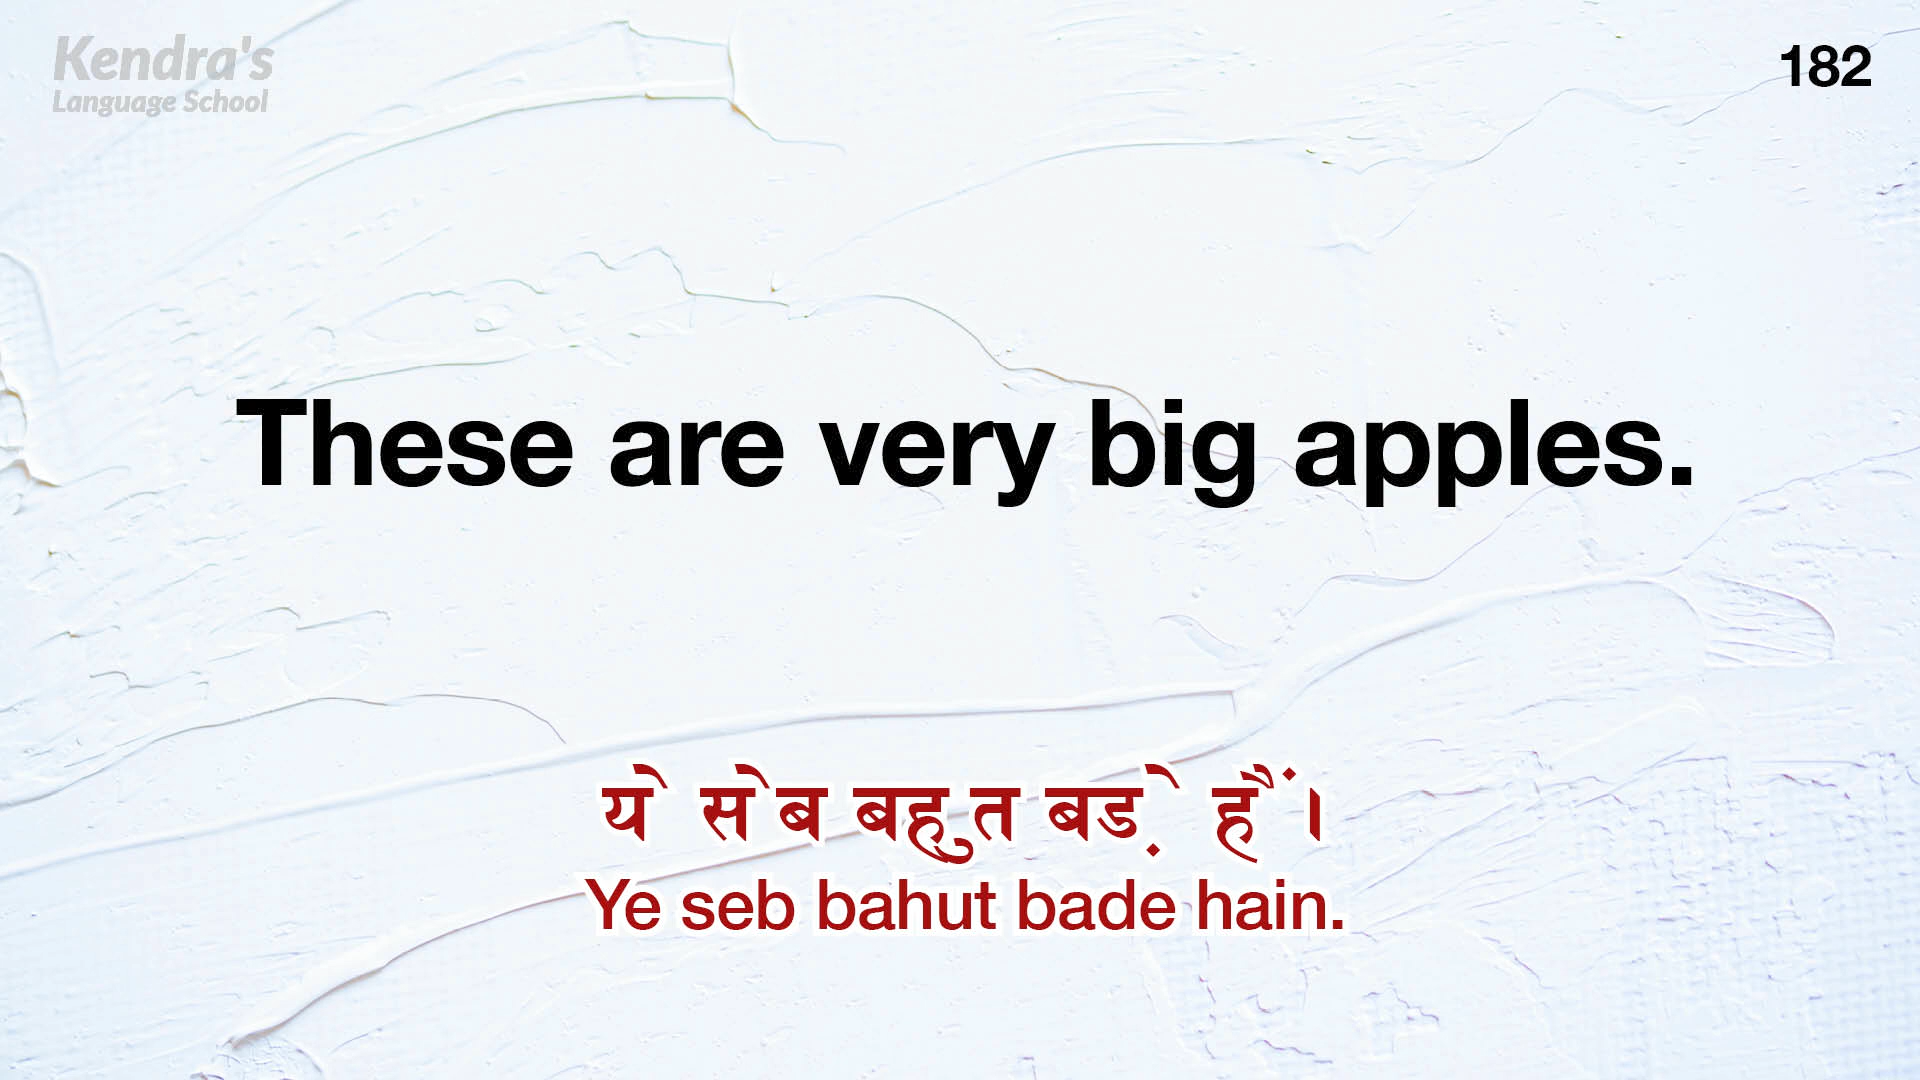 Kendra's
Language School
182
These are very big apples.
ये सेब बहुत बड़े हैं।
Ye seb bahut bade hain.